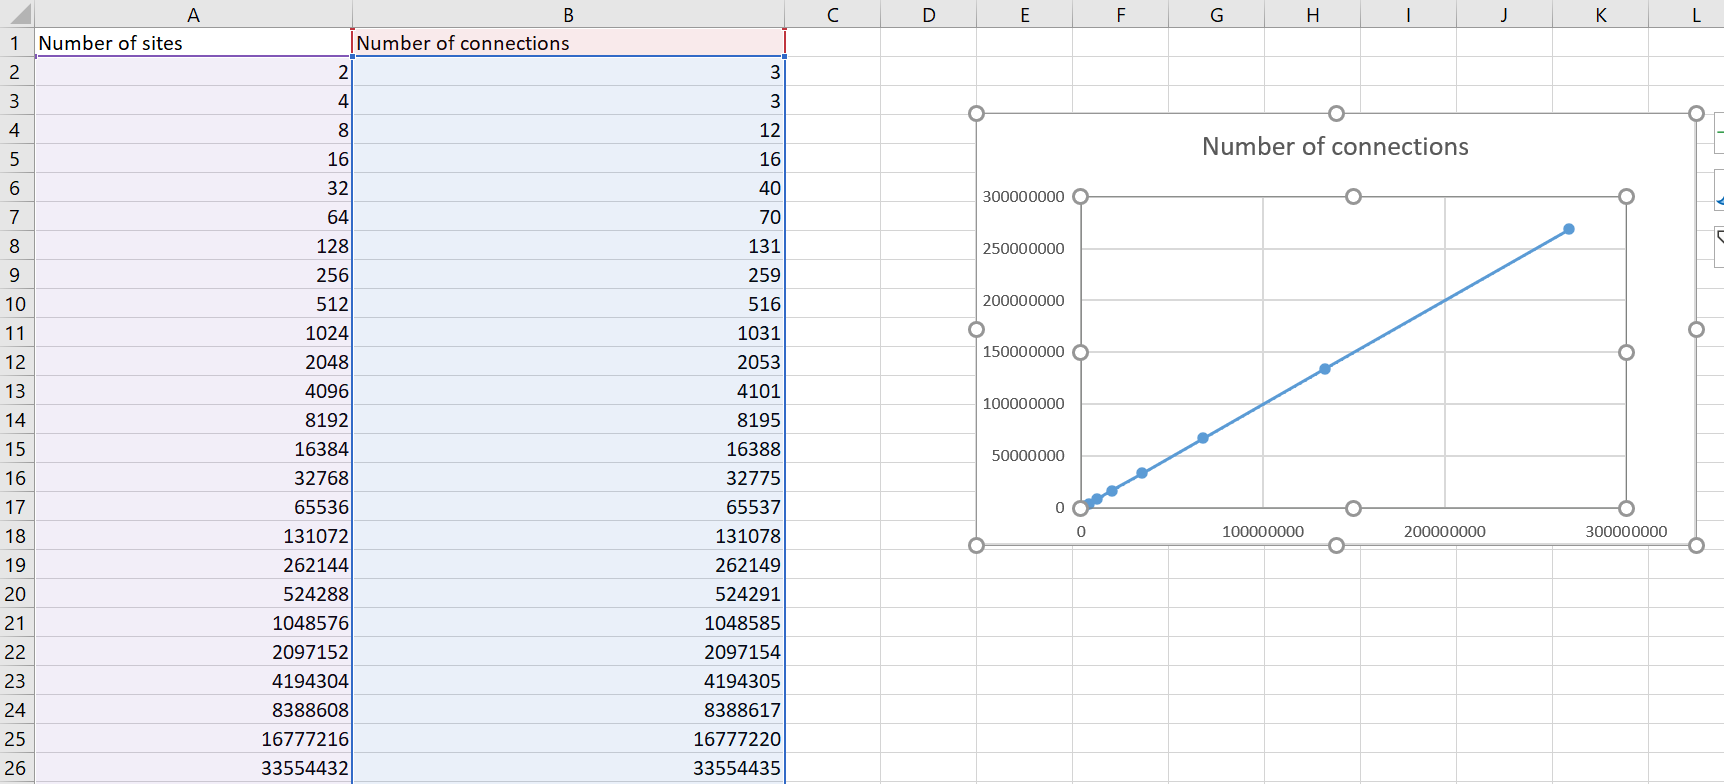 A B C D E F G H I J K L
1 Number of sites Number of connections
2 2 3
3 4 3
4 8 12
5 16 16
6 32 40
7 64 70
8 128 131
9 256 259
10 512 516
11 1024 1031
12 2048 2053
13 4096 4101
14 8192 8195
15 16384 16388
16 32768 32775
17 65536 65537
18 131072 131078
19 262144 262149
20 524288 524291
21 1048576 1048585
22 2097152 2097154
23 4194304 4194305
24 8388608 8388617
25 16777216 16777220
26 33554432 33554435
Number of connections
300000000
250000000
200000000
150000000
100000000
50000000
0
0 100000000 200000000 300000000